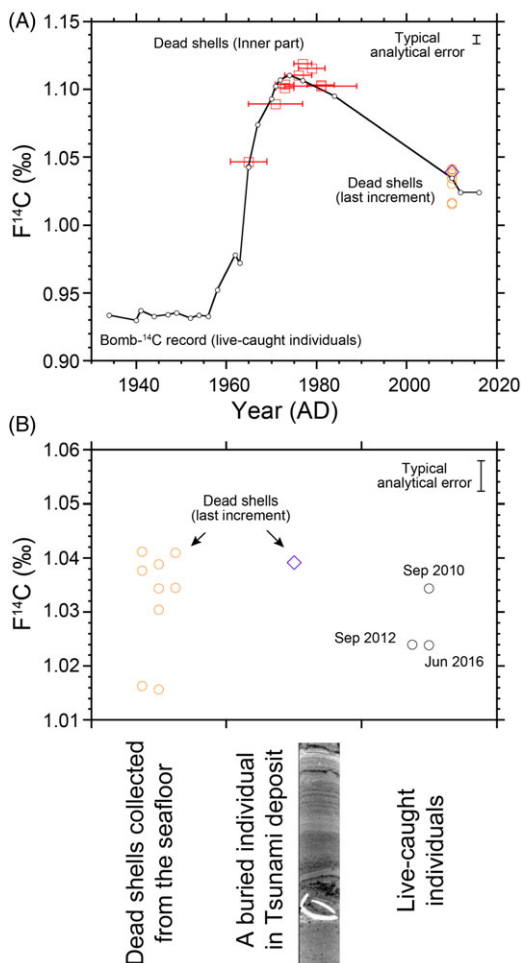 (A)
Dead shells (Inner part)
Typical
analytical error
1.10
1.05
1.00
0.95
0.90
F¹⁴C (‰)
Dead shells
(last increment)
Bomb-¹⁴C record (live-caught individuals)
1940
1960
1980
2000
2020
Year (AD)
(B)
1.06
1.05
1.04
1.03
1.02
1.01
F¹⁴C (‰)
Typical
analytical error
Dead shells
(last increment)
Sep 2010
Sep 2012
Jun 2016
Dead shells collected
from the seafloor
A buried individual
in Tsunami deposit
Live-caught
individuals